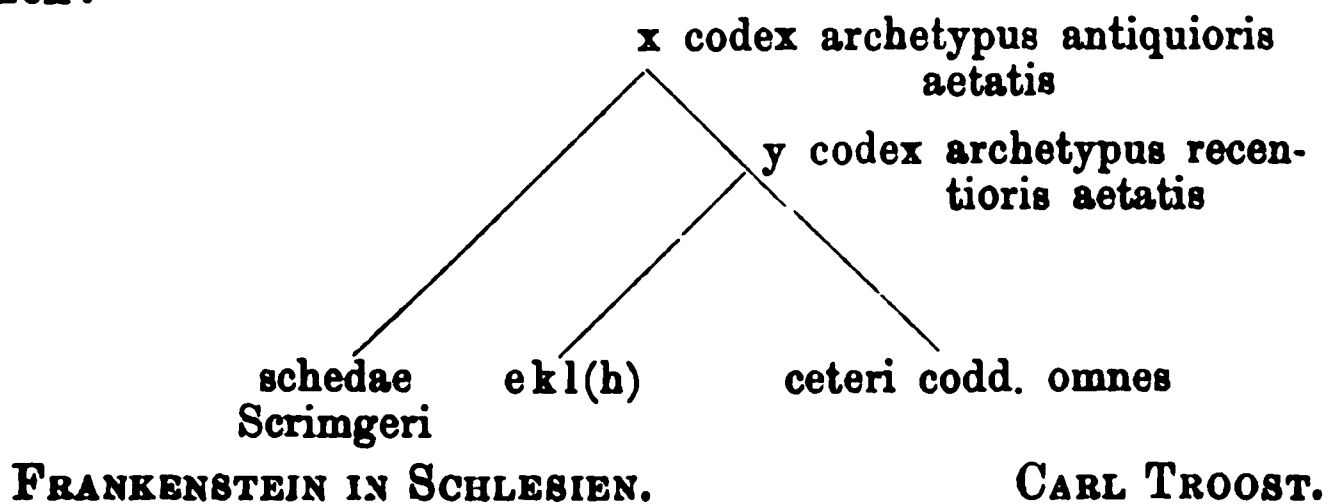 x codex archetypus antiquioris
aetatis
y codex archetypus recen-
tioris aetatis
schedae
Scrimgeri
e k l (h)
ceteri codd. omnes
FRANKENSTEIN IN SCHLESIEN.
CARL TROOST.